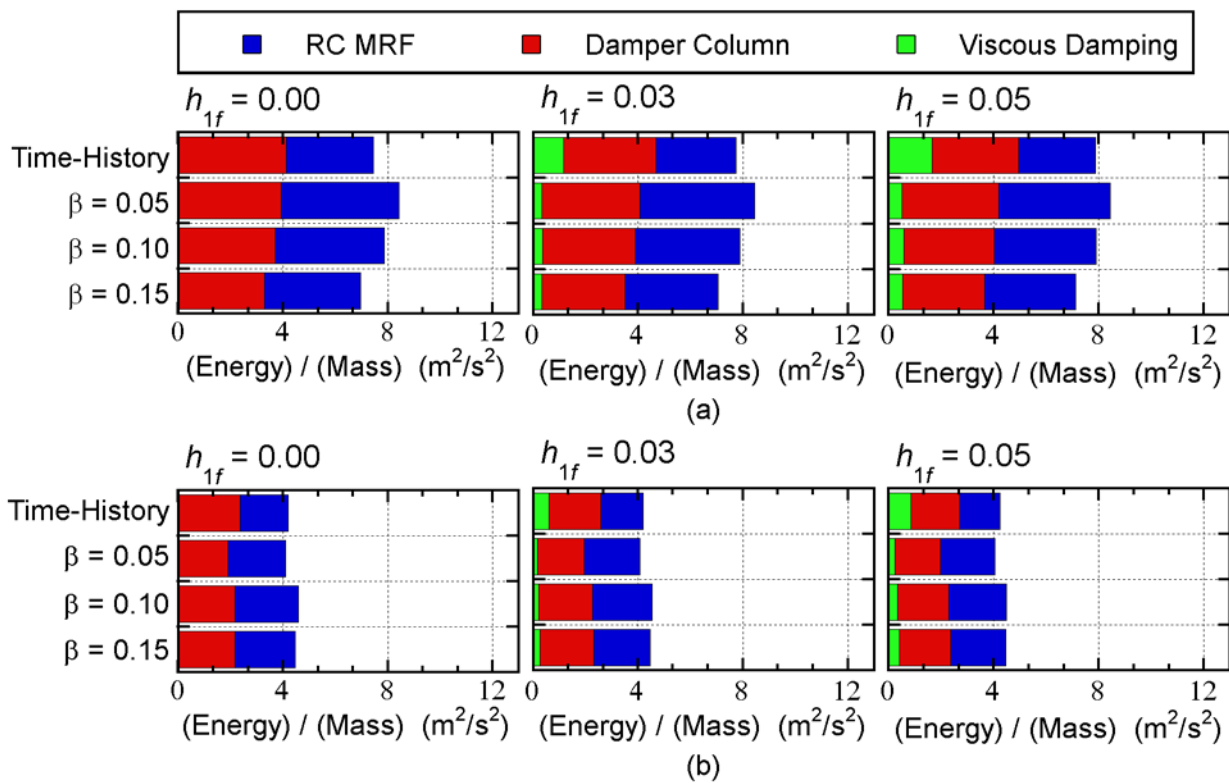 RC MRF Damper Column Viscous Damping
h1f = 0.00 h1f = 0.03 h1f = 0.05
Time-History
β = 0.05
β = 0.10
β = 0.15
0 4 8 12 0 4 8 12 0 4 8 12
(Energy) / (Mass) (m²/s²) (Energy) / (Mass) (m²/s²) (Energy) / (Mass) (m²/s²)
(a)
h1f = 0.00 h1f = 0.03 h1f = 0.05
Time-History
β = 0.05
β = 0.10
β = 0.15
0 4 8 12 0 4 8 12 0 4 8 12
(Energy) / (Mass) (m²/s²) (Energy) / (Mass) (m²/s²) (Energy) / (Mass) (m²/s²)
(b)